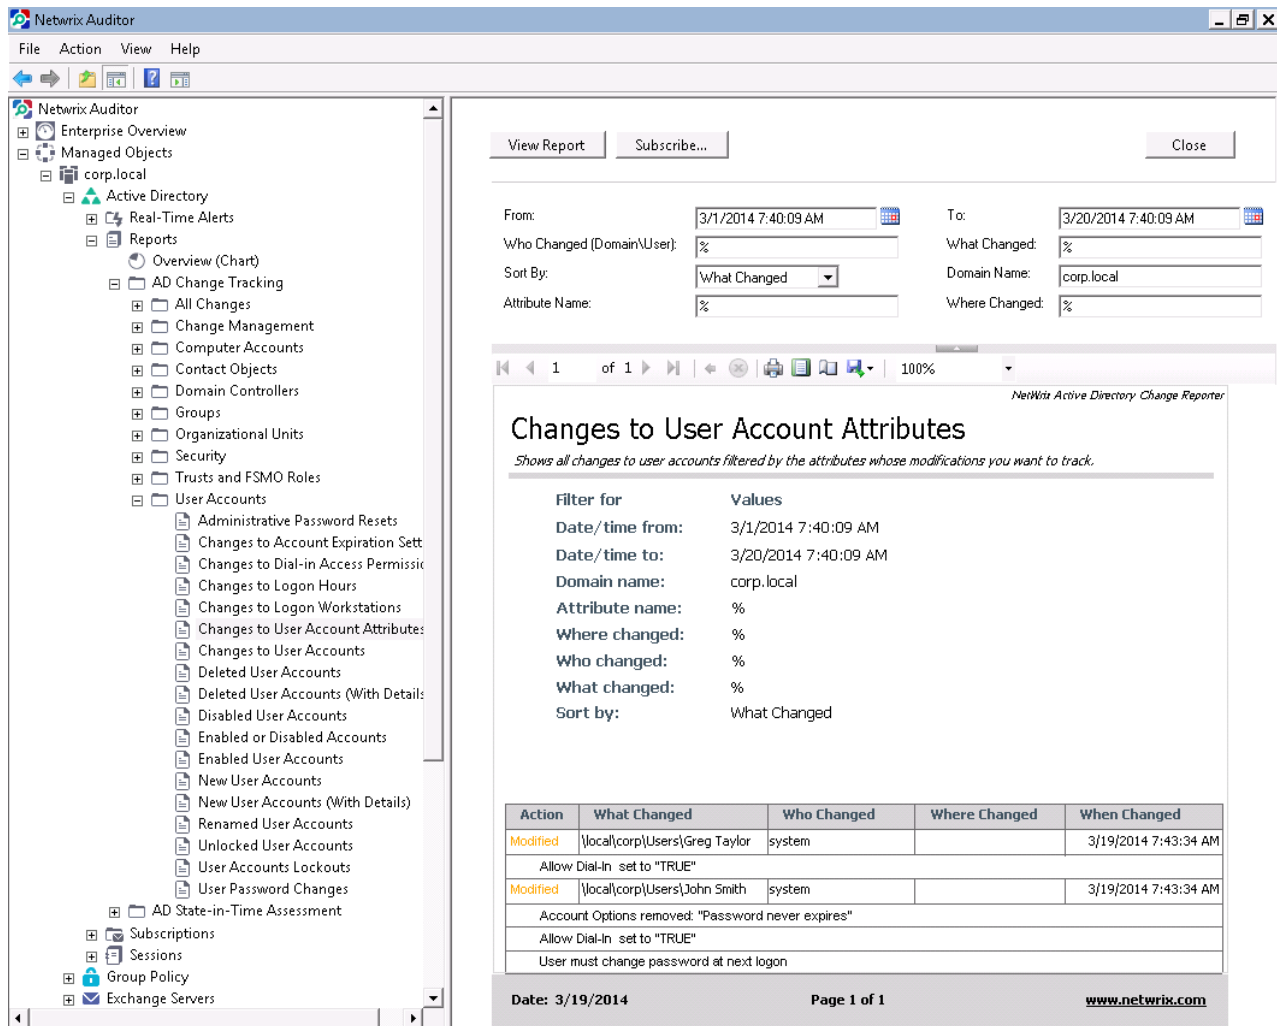 Netwrix Auditor
File Action View Help
Netwrix Auditor
Enterprise Overview
Managed Objects
corp.local
Active Directory
Real-Time Alerts
Reports
Overview (Chart)
AD Change Tracking
All Changes
Change Management
Computer Accounts
Contact Objects
Domain Controllers
Groups
Organizational Units
Security
Trusts and FSMO Roles
User Accounts
Administrative Password Resets
Changes to Account Expiration Sett
Changes to Dial-in Access Permissic
Changes to Logon Hours
Changes to Logon Workstations
Changes to User Account Attributes
Changes to User Accounts
Deleted User Accounts
Deleted User Accounts (With Details
Disabled User Accounts
Enabled or Disabled Accounts
Enabled User Accounts
New User Accounts
New User Accounts (With Details)
Renamed User Accounts
Unlocked User Accounts
User Accounts Lockouts
User Password Changes
AD State-in-Time Assessment
Subscriptions
Sessions
Group Policy
Exchange Servers
View Report Subscribe... Close
From: 3/1/2014 7:40:09 AM To: 3/20/2014 7:40:09 AM
Who Changed (Domain\User): % What Changed: %
Sort By: What Changed Domain Name: corp.local
Attribute Name: % Where Changed: %
1 of 1 100%
NetWrix Active Directory Change Reporter
Changes to User Account Attributes
Shows all changes to user accounts filtered by the attributes whose modifications you want to track.
Filter for Values
Date/time from: 3/1/2014 7:40:09 AM
Date/time to: 3/20/2014 7:40:09 AM
Domain name: corp.local
Attribute name: %
Where changed: %
Who changed: %
What changed: %
Sort by: What Changed
Action What Changed Who Changed Where Changed When Changed
Modified \local\corp\Users\Greg Taylor system 3/19/2014 7:43:34 AM
Allow Dial-In set to "TRUE"
Modified \local\corp\Users\John Smith system 3/19/2014 7:43:34 AM
Account Options removed: "Password never expires"
Allow Dial-In set to "TRUE"
User must change password at next logon
Date: 3/19/2014 Page 1 of 1 www.netwrix.com